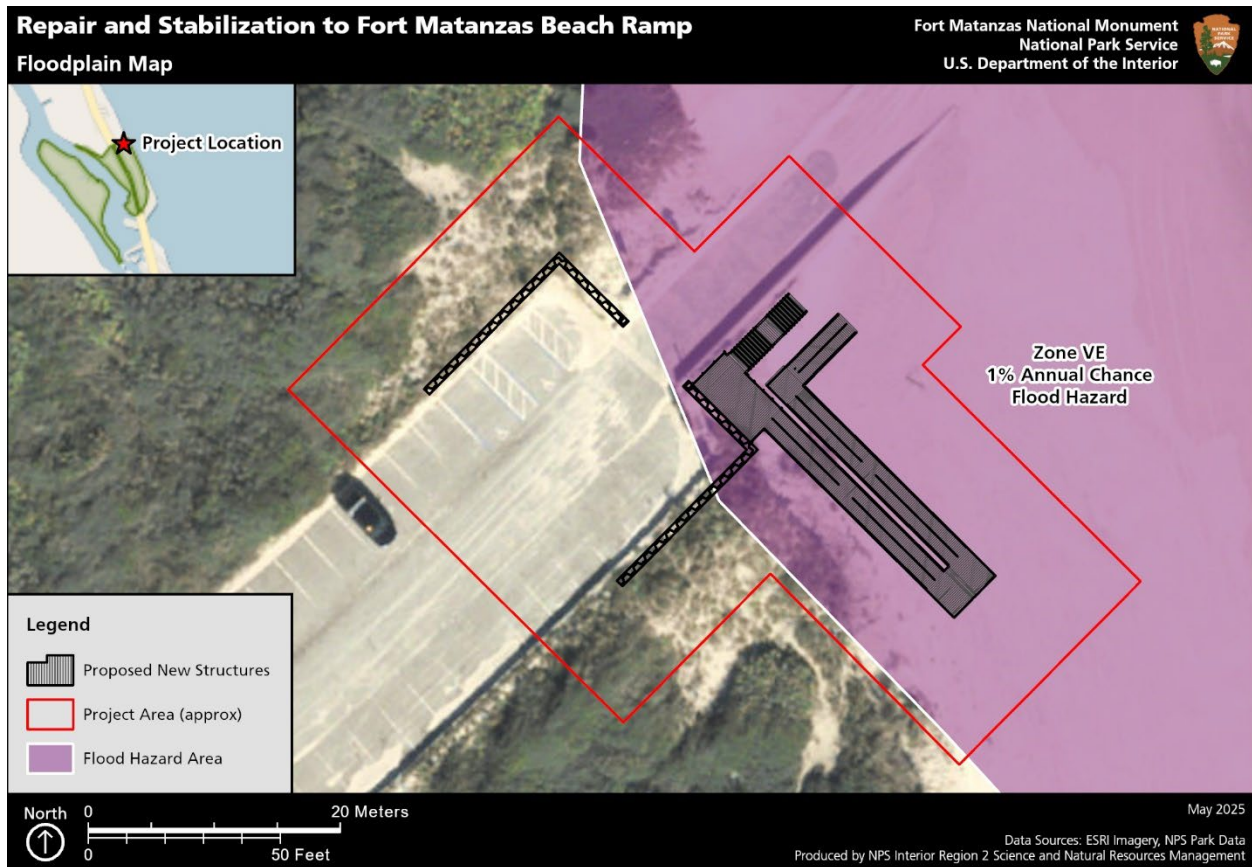 Repair and Stabilization to Fort Matanzas Beach Ramp
Floodplain Map
Fort Matanzas National Monument
National Park Service
U.S. Department of the Interior
NATIONAL
PARK
SERVICE
Project Location
Zone VE
1% Annual Chance
Flood Hazard
Legend
Proposed New Structures
Project Area (approx)
Flood Hazard Area
North
0 20 Meters
0 50 Feet
May 2025
Data Sources: ESRI Imagery, NPS Park Data
Produced by NPS Interior Region 2 Science and Natural Resources Management